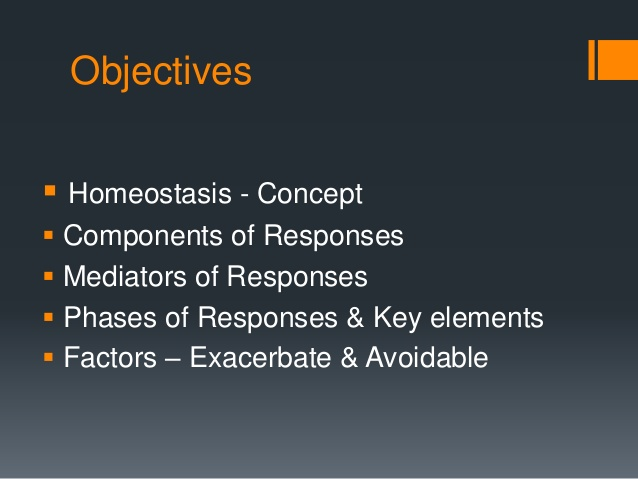 Objectives
▪ Homeostasis - Concept
▪ Components of Responses
▪ Mediators of Responses
▪ Phases of Responses & Key elements
▪ Factors – Exacerbate & Avoidable